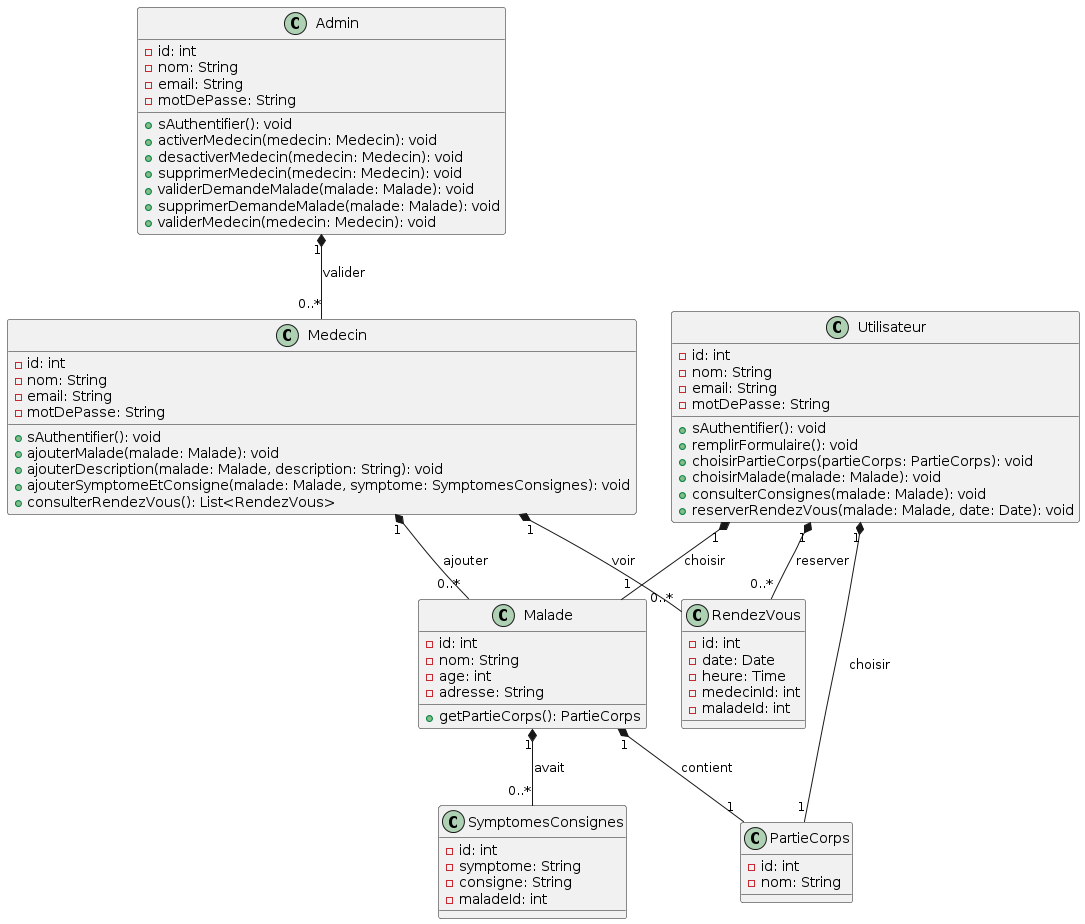 C Admin
id: int
nom: String
email: String
motDePasse: String
sAuthentifier(): void
activerMedecin(medecin: Medecin): void
desactiverMedecin(medecin: Medecin): void
supprimerMedecin(medecin: Medecin): void
validerDemandeMalade(malade: Malade): void
supprimerDemandeMalade(malade: Malade): void
validerMedecin(medecin: Medecin): void
1
valider
0..*
C Medecin
id: int
nom: String
email: String
motDePasse: String
sAuthentifier(): void
ajouterMalade(malade: Malade): void
ajouterDescription(malade: Malade, description: String): void
ajouterSymptomeEtConsigne(malade: Malade, symptome: SymptomesConsignes): void
consulterRendezVous(): List<RendezVous>
C Utilisateur
id: int
nom: String
email: String
motDePasse: String
sAuthentifier(): void
remplirFormulaire(): void
choisirPartieCorps(partieCorps: PartieCorps): void
choisirMalade(malade: Malade): void
consulterConsignes(malade: Malade): void
reserverRendezVous(malade: Malade, date: Date): void
1 1 1 1 1
ajouter voir choisir reserver
0..* 1 0..* 0..*
choisir
C Malade
id: int
nom: String
age: int
adresse: String
getPartieCorps(): PartieCorps
C RendezVous
id: int
date: Date
heure: Time
medecinId: int
maladeId: int
1 1
avait contient
0..* 1 1
C SymptomesConsignes
id: int
symptome: String
consigne: String
maladeId: int
C PartieCorps
id: int
nom: String